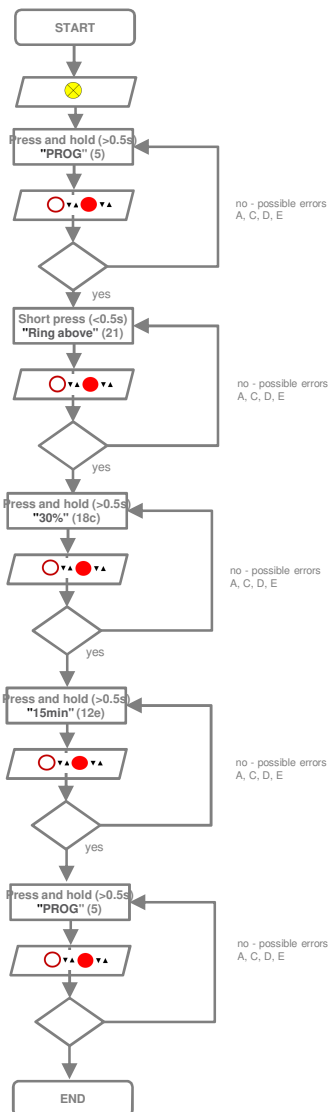 START
Press and hold (>0.5s)
"PROG" (5)
no - possible errors
A, C, D, E
yes
Short press (<0.5s)
"Ring above" (21)
no - possible errors
A, C, D, E
yes
Press and hold (>0.5s)
"30%" (18c)
no - possible errors
A, C, D, E
yes
Press and hold (>0.5s)
"15min" (12e)
no - possible errors
A, C, D, E
yes
Press and hold (>0.5s)
"PROG" (5)
no - possible errors
A, C, D, E
END